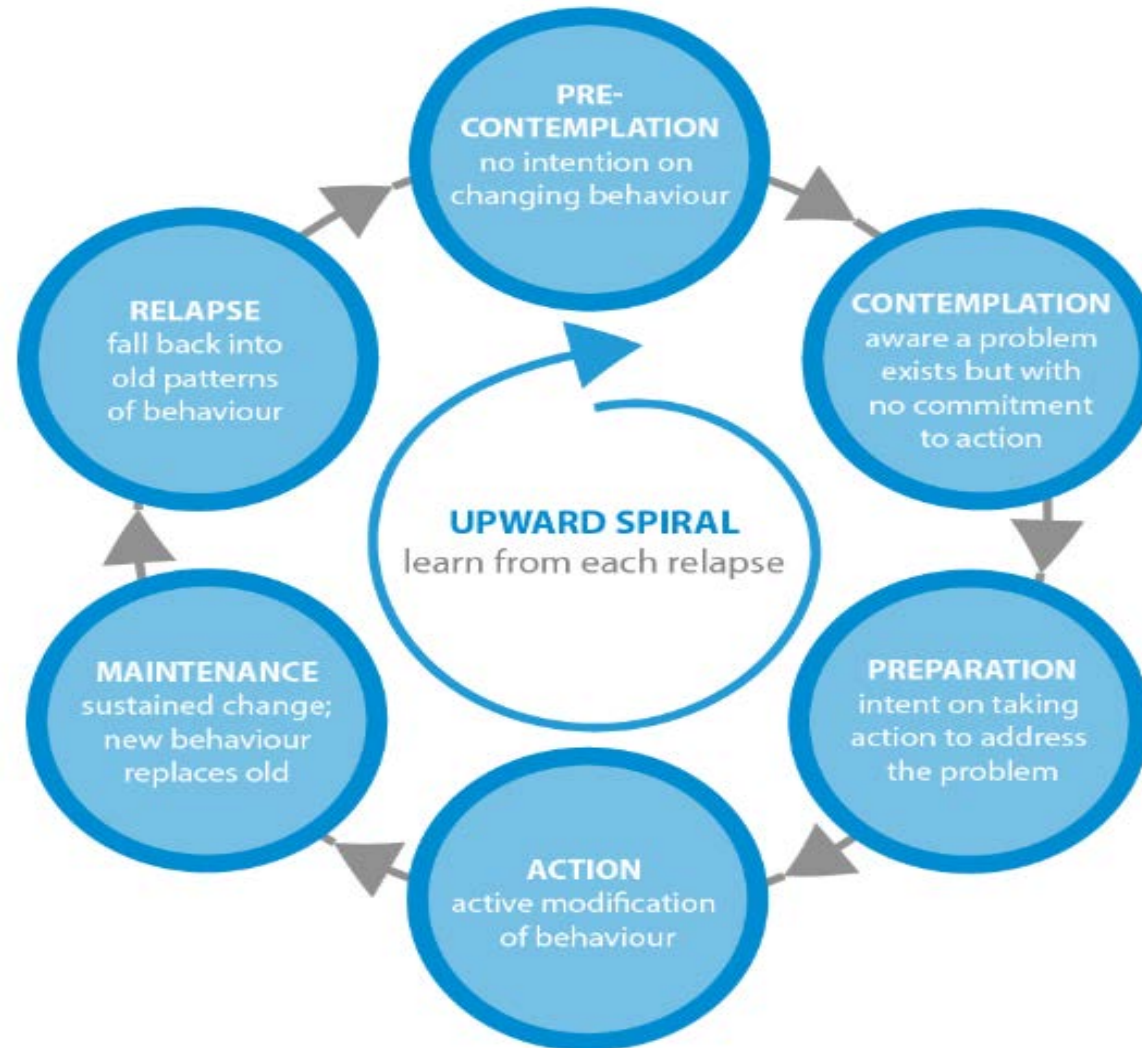 PRE-
CONTEMPLATION
no intention on
changing behaviour
CONTEMPLATION
aware a problem
exists but with
no commitment
to action
PREPARATION
intent on taking
action to address
the problem
ACTION
active modification
of behaviour
MAINTENANCE
sustained change;
new behaviour
replaces old
RELAPSE
fall back into
old patterns
of behaviour
UPWARD SPIRAL
learn from each relapse